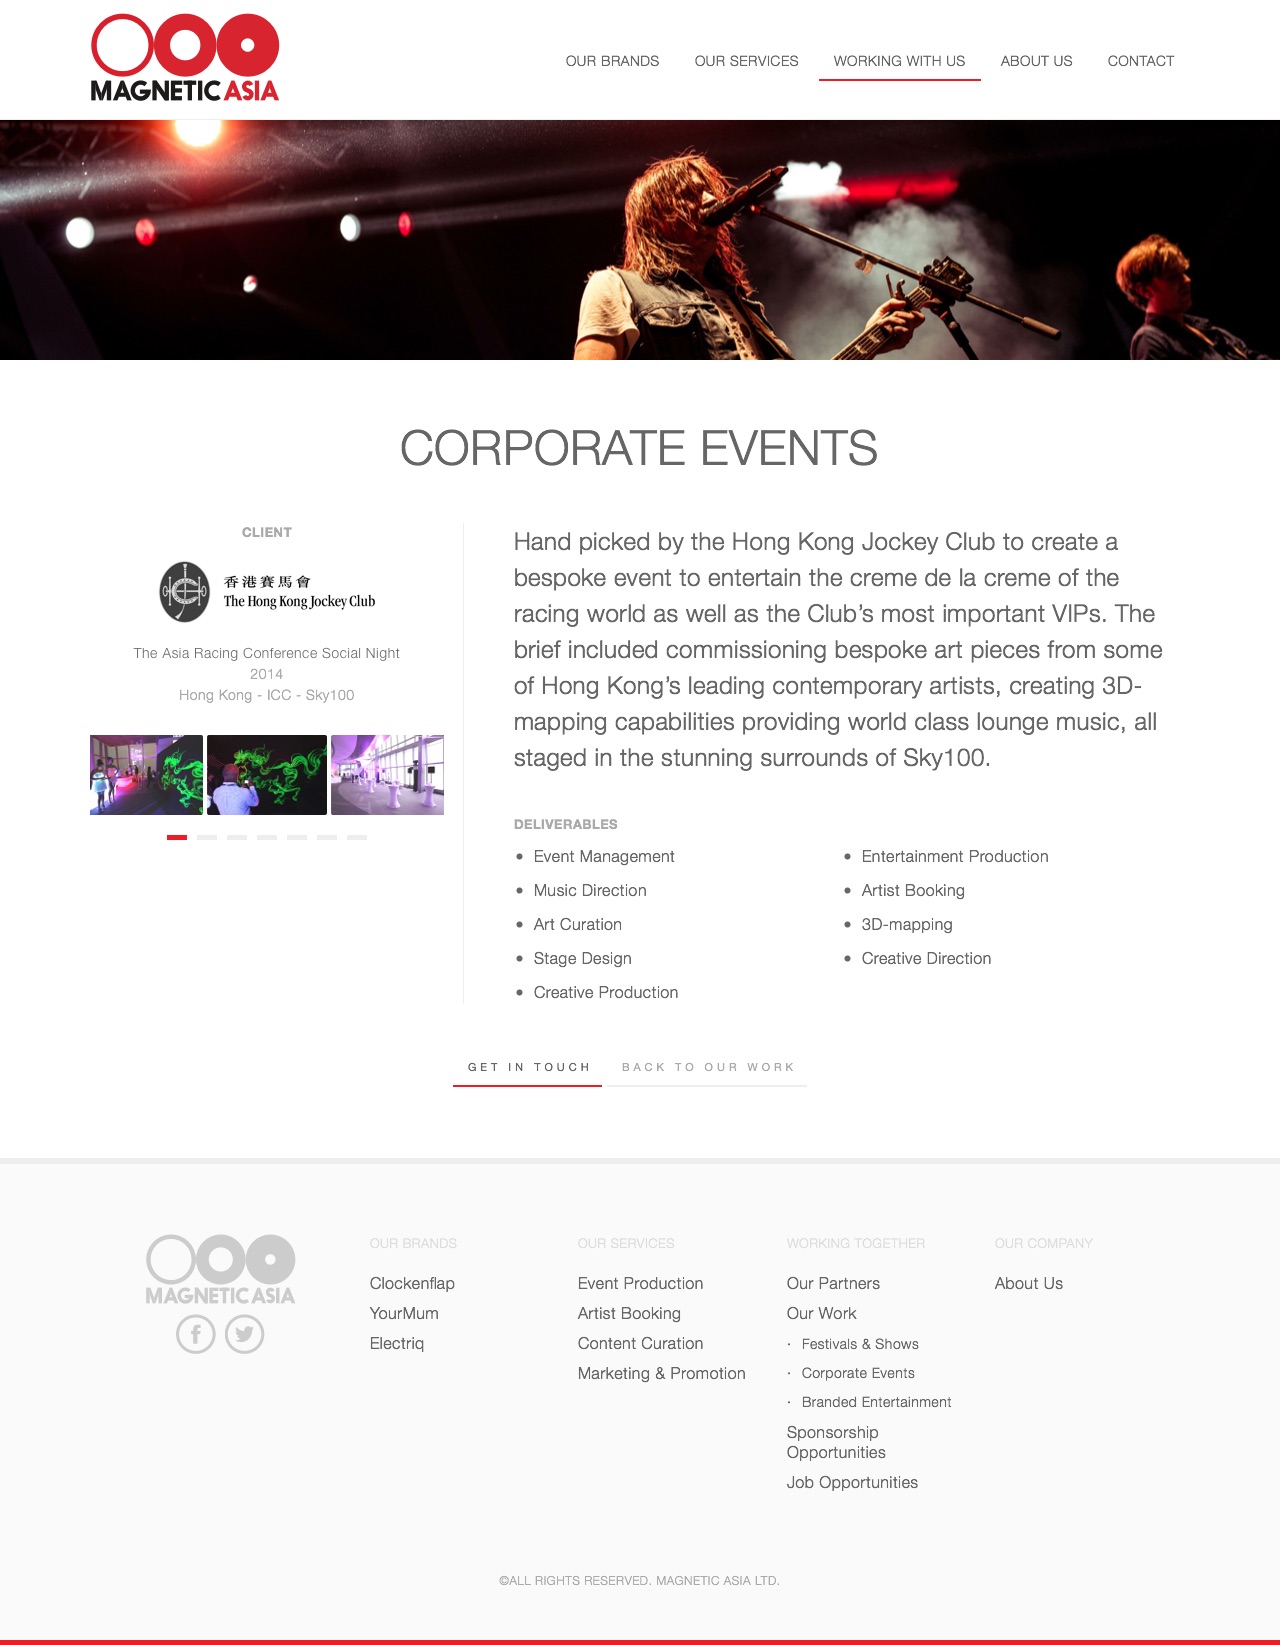 MAGNETIC ASIA
OUR BRANDS
OUR SERVICES
WORKING WITH US
ABOUT US
CONTACT
CORPORATE EVENTS
CLIENT
香港賽馬會
The Hong Kong Jockey Club
The Asia Racing Conference Social Night
2014
Hong Kong - ICC - Sky100
Hand picked by the Hong Kong Jockey Club to create a
bespoke event to entertain the creme de la creme of the
racing world as well as the Club’s most important VIPs. The
brief included commissioning bespoke art pieces from some
of Hong Kong’s leading contemporary artists, creating 3D-
mapping capabilities providing world class lounge music, all
staged in the stunning surrounds of Sky100.
DELIVERABLES
• Event Management
• Music Direction
• Art Curation
• Stage Design
• Creative Production
• Entertainment Production
• Artist Booking
• 3D-mapping
• Creative Direction
GET IN TOUCH
BACK TO OUR WORK
MAGNETIC ASIA
OUR BRANDS
Clockenflap
YourMum
Electriq
OUR SERVICES
Event Production
Artist Booking
Content Curation
Marketing & Promotion
WORKING TOGETHER
Our Partners
Our Work
· Festivals & Shows
· Corporate Events
· Branded Entertainment
Sponsorship
Opportunities
Job Opportunities
OUR COMPANY
About Us
©ALL RIGHTS RESERVED. MAGNETIC ASIA LTD.